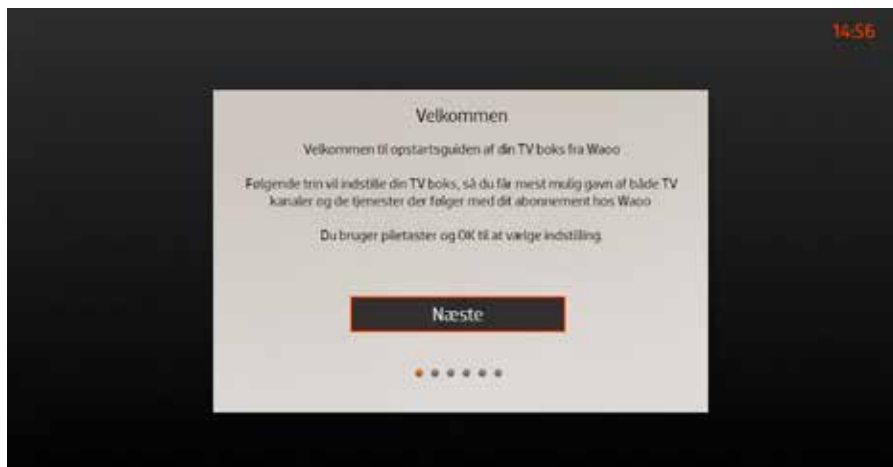 14:56
Velkommen
Velkommen til opstartsguiden af din TV boks fra Waoo
Følgende trin vil indstille din TV boks, så du får mest mulig gavn af både TV
kanaler og de tjenester der følger med dit abonnement hos Waoo
Du bruger piletaster og OK til at vælge indstilling.
Næste